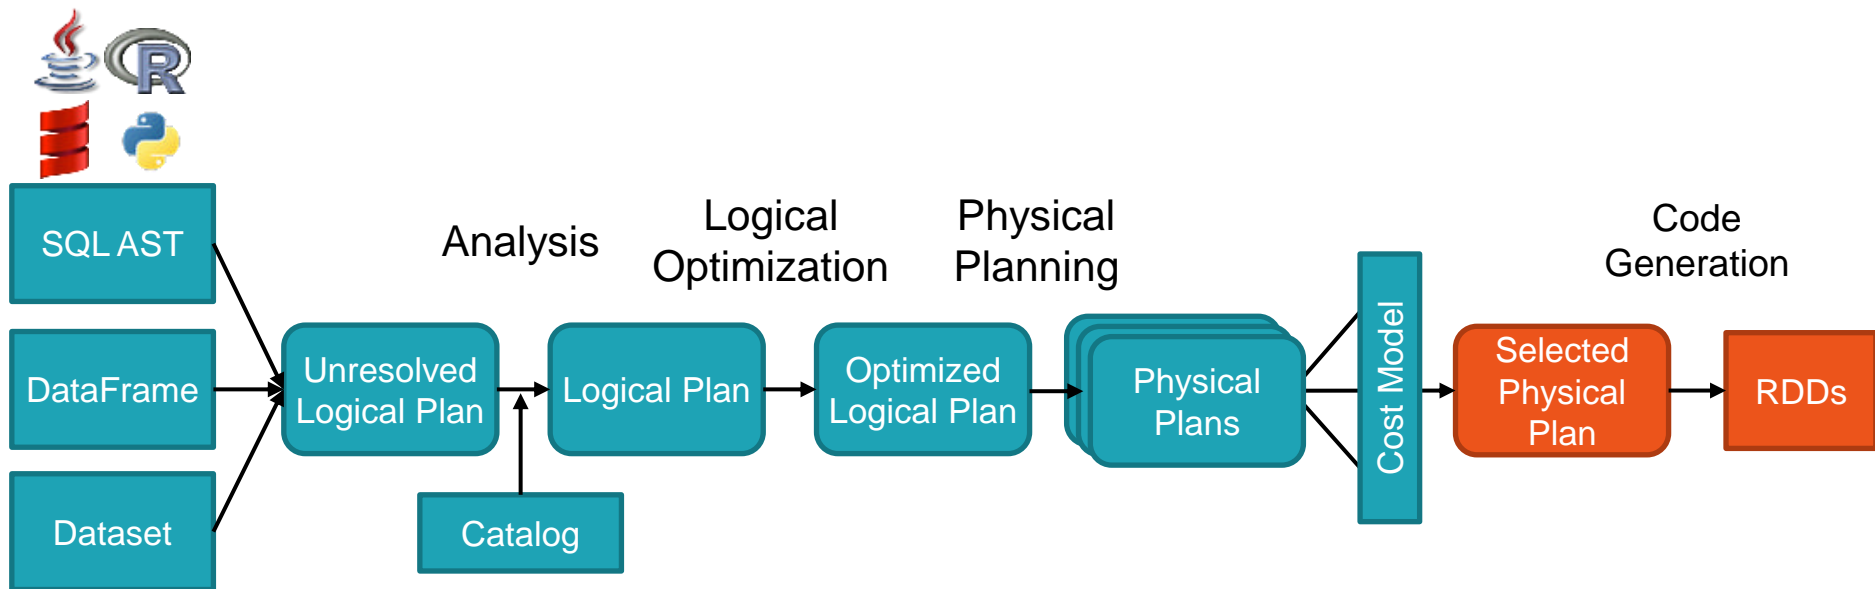 R
SQL AST
DataFrame
Dataset
Analysis
Logical
Optimization
Physical
Planning
Code
Generation
Unresolved
Logical Plan
Catalog
Logical Plan
Optimized
Logical Plan
Physical
Plans
Cost Model
Selected
Physical
Plan
RDDs